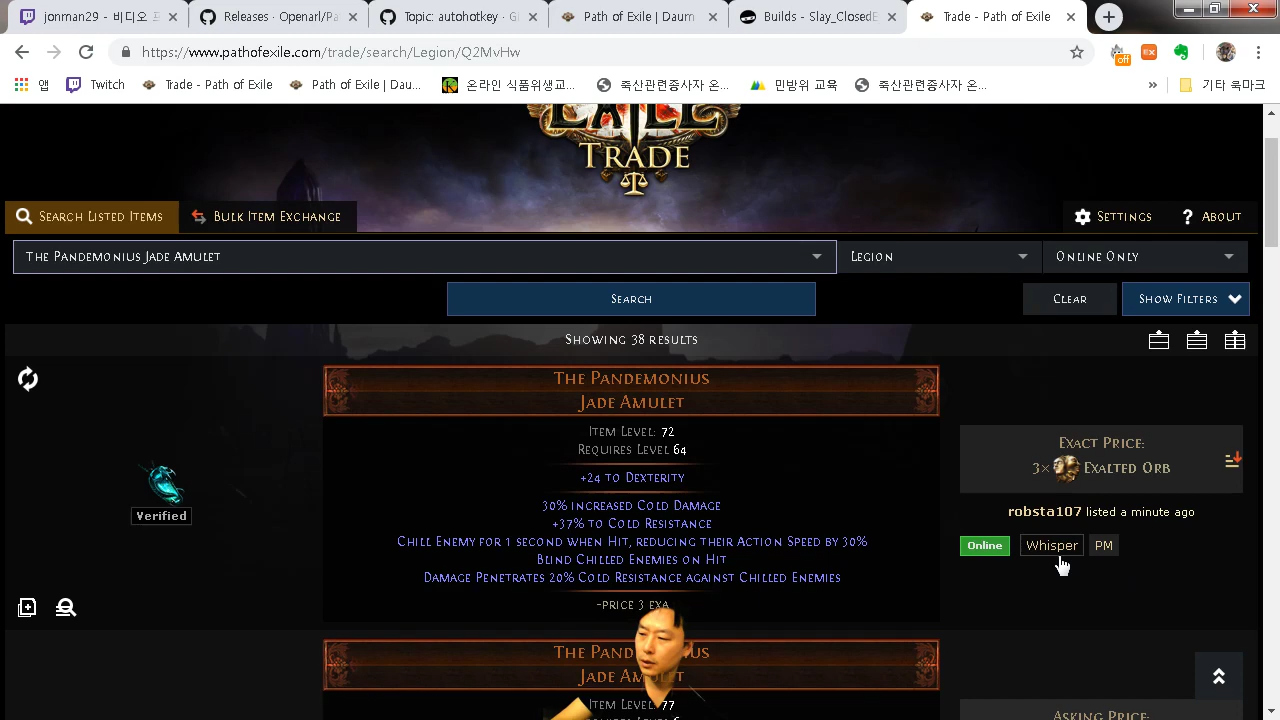 jonman29 - 비디오
Releases · Openarl/P
Topic: autohotkey · G
Path of Exile | Daum
Builds - Slay_ClosedE
Trade - Path of Exile
https://www.pathofexile.com/trade/search/Legion/Q2MvHw
off
앱
Twitch
Trade - Path of Exile
Path of Exile | Dau...
온라인 식품위생교...
축산관련종사자 온...
민방위 교육
축산관련종사자 온...
기타 북마크
EXILE
TRADE
SEARCH LISTED ITEMS
BULK ITEM EXCHANGE
SETTINGS
ABOUT
THE PANDEMONIUS JADE AMULET
LEGION
ONLINE ONLY
SEARCH
CLEAR
SHOW FILTERS
SHOWING 38 RESULTS
THE PANDEMONIUS
JADE AMULET
ITEM LEVEL: 72
REQUIRES LEVEL 64
+24 TO DEXTERITY
30% INCREASED COLD DAMAGE
+37% TO COLD RESISTANCE
CHILL ENEMY FOR 1 SECOND WHEN HIT, REDUCING THEIR ACTION SPEED BY 30%
BLIND CHILLED ENEMIES ON HIT
DAMAGE PENETRATES 20% COLD RESISTANCE AGAINST CHILLED ENEMIES
~PRICE 3 EXA
Verified
EXACT PRICE:
3× EXALTED ORB
robsta107 listed a minute ago
Online
Whisper
PM
THE PAND US
JADE AM ET
ITEM LEVEL: 77
ASKING PRICE: